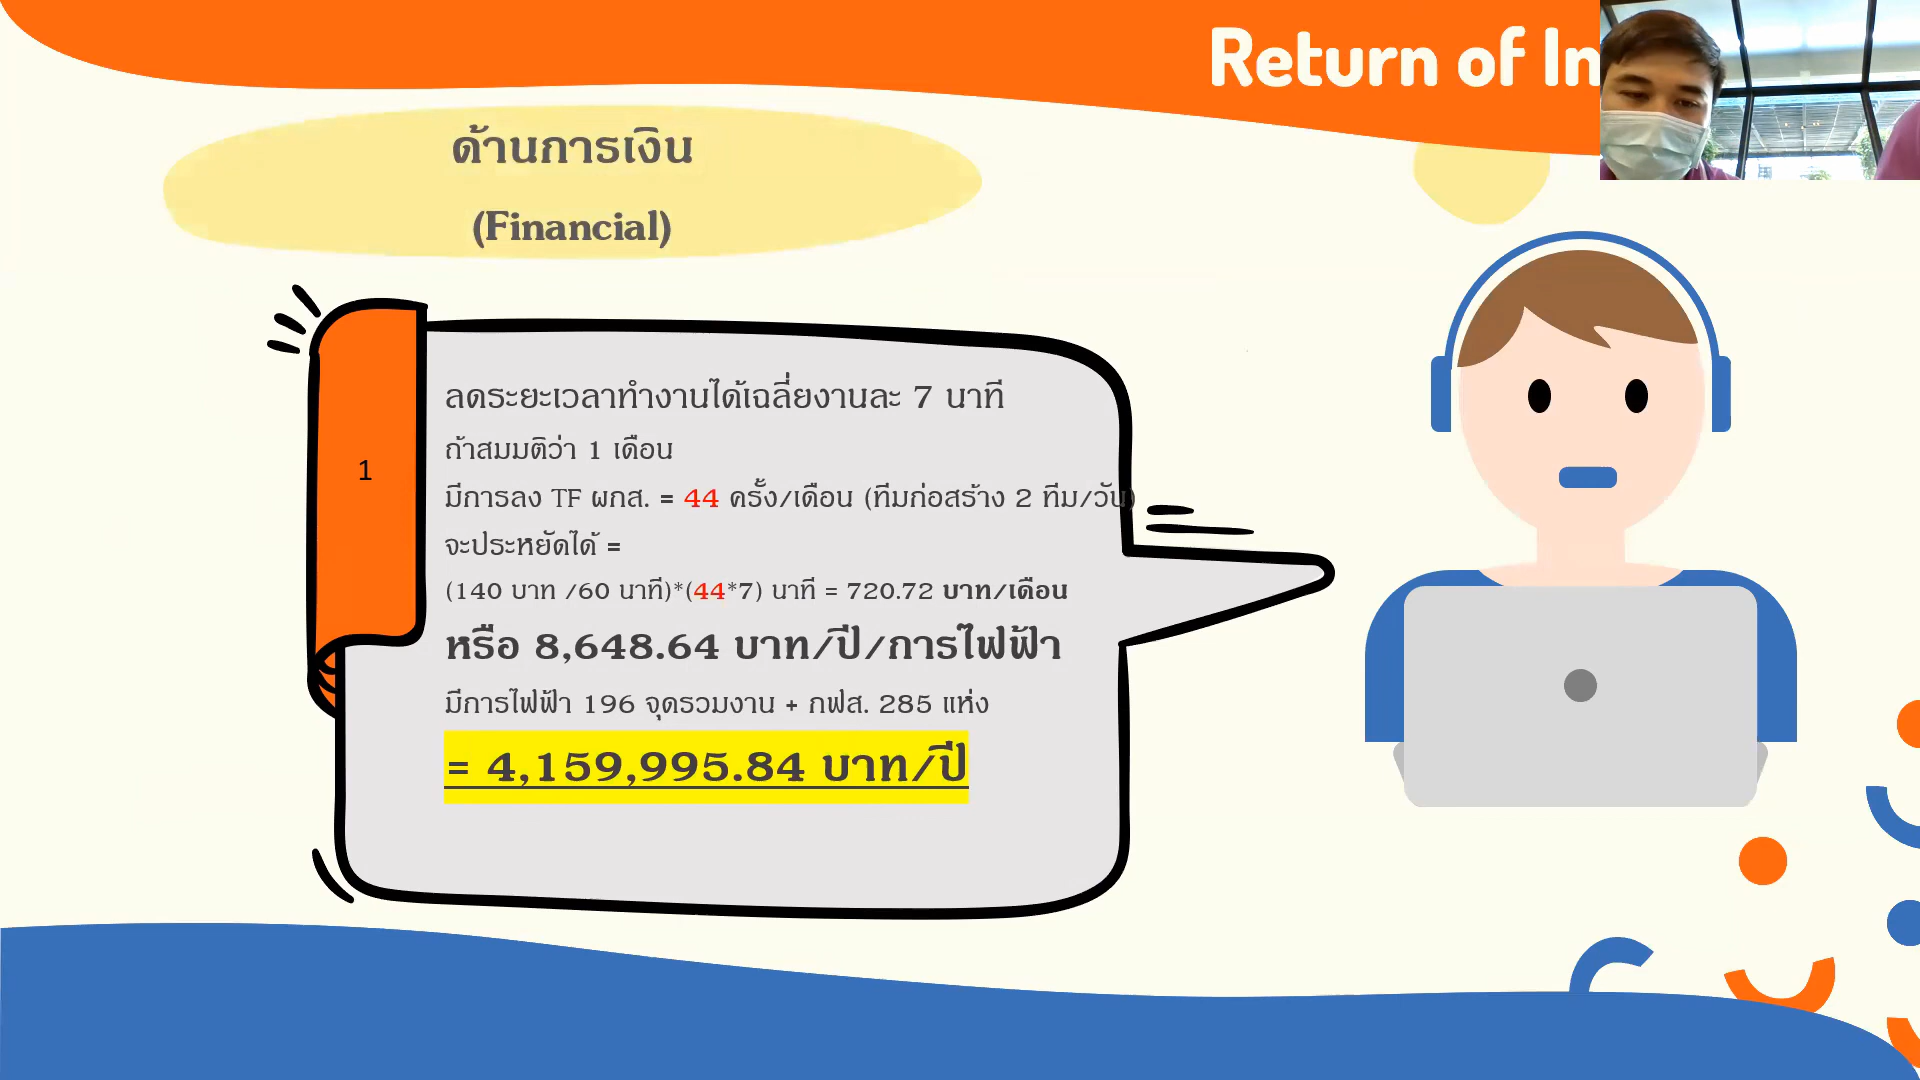 Return of In
ด้านการเงิน
(Financial)
1
ลดระยะเวลาทำงานได้เฉลี่ยงานละ 7 นาที
ถ้าสมมติว่า 1 เดือน
มีการลง TF ผกส. = 44 ครั้ง/เดือน (ทีมก่อสร้าง 2 ทีม/วัน)
จะประหยัดได้ =
(140 บาท /60 นาที)*(44*7) นาที = 720.72 บาท/เดือน
หรือ 8,648.64 บาท/ปี/การไฟฟ้า
มีการไฟฟ้า 196 จุดรวมงาน + กฟส. 285 แห่ง
= 4,159,995.84 บาท/ปี